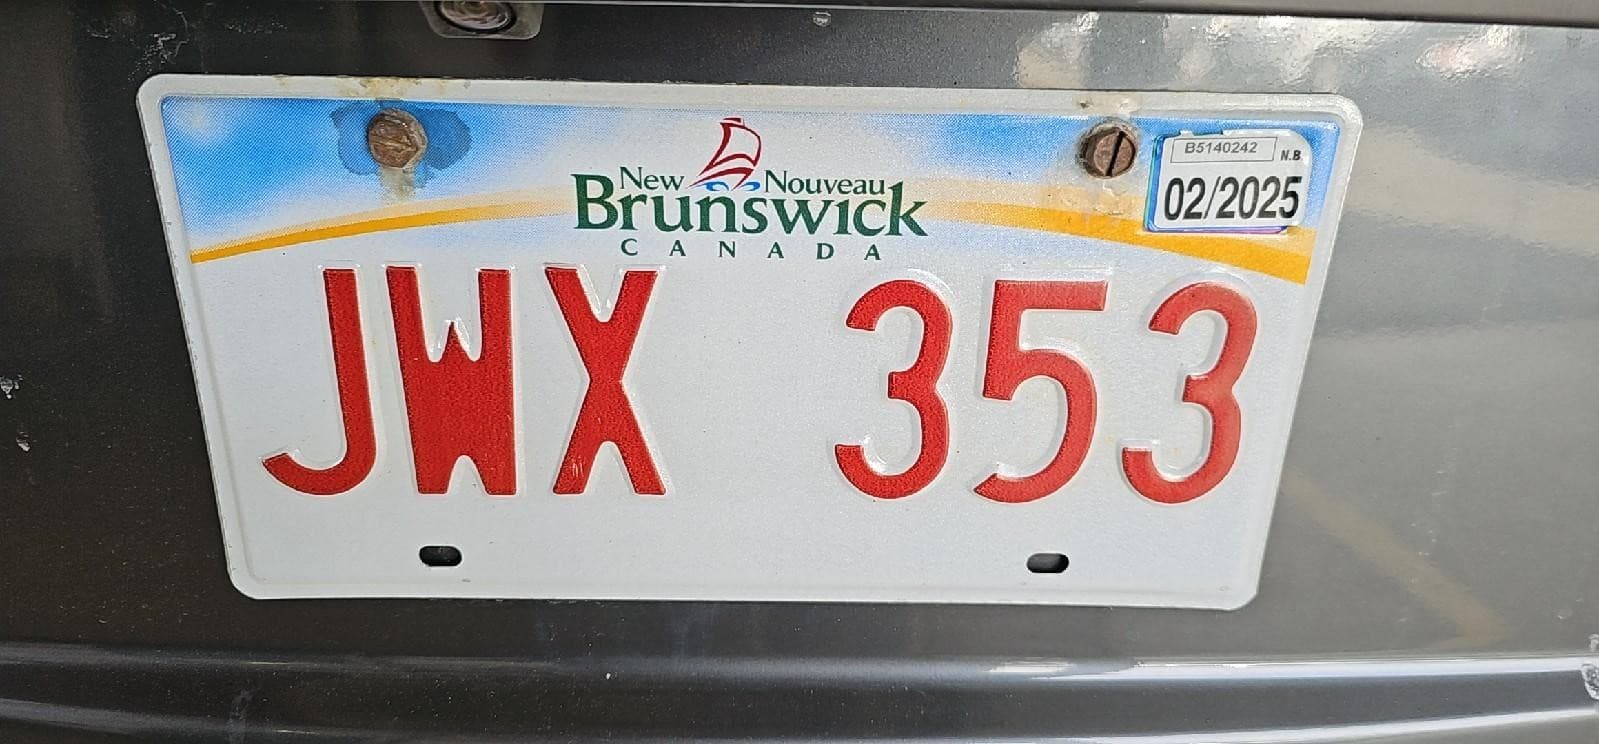 New Nouveau
Brunswick
CANADA
B5140242
N.B.
02/2025
JWX 353